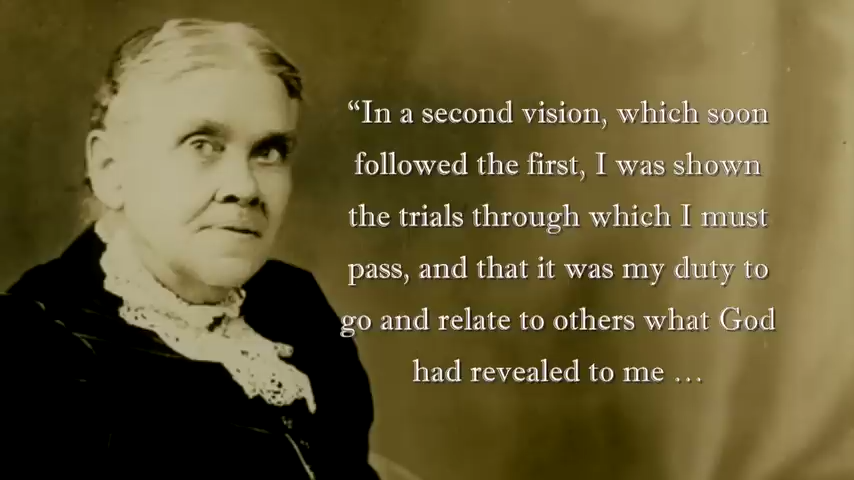 “In a second vision, which soon
followed the first, I was shown
the trials through which I must
pass, and that it was my duty to
go and relate to others what God
had revealed to me …